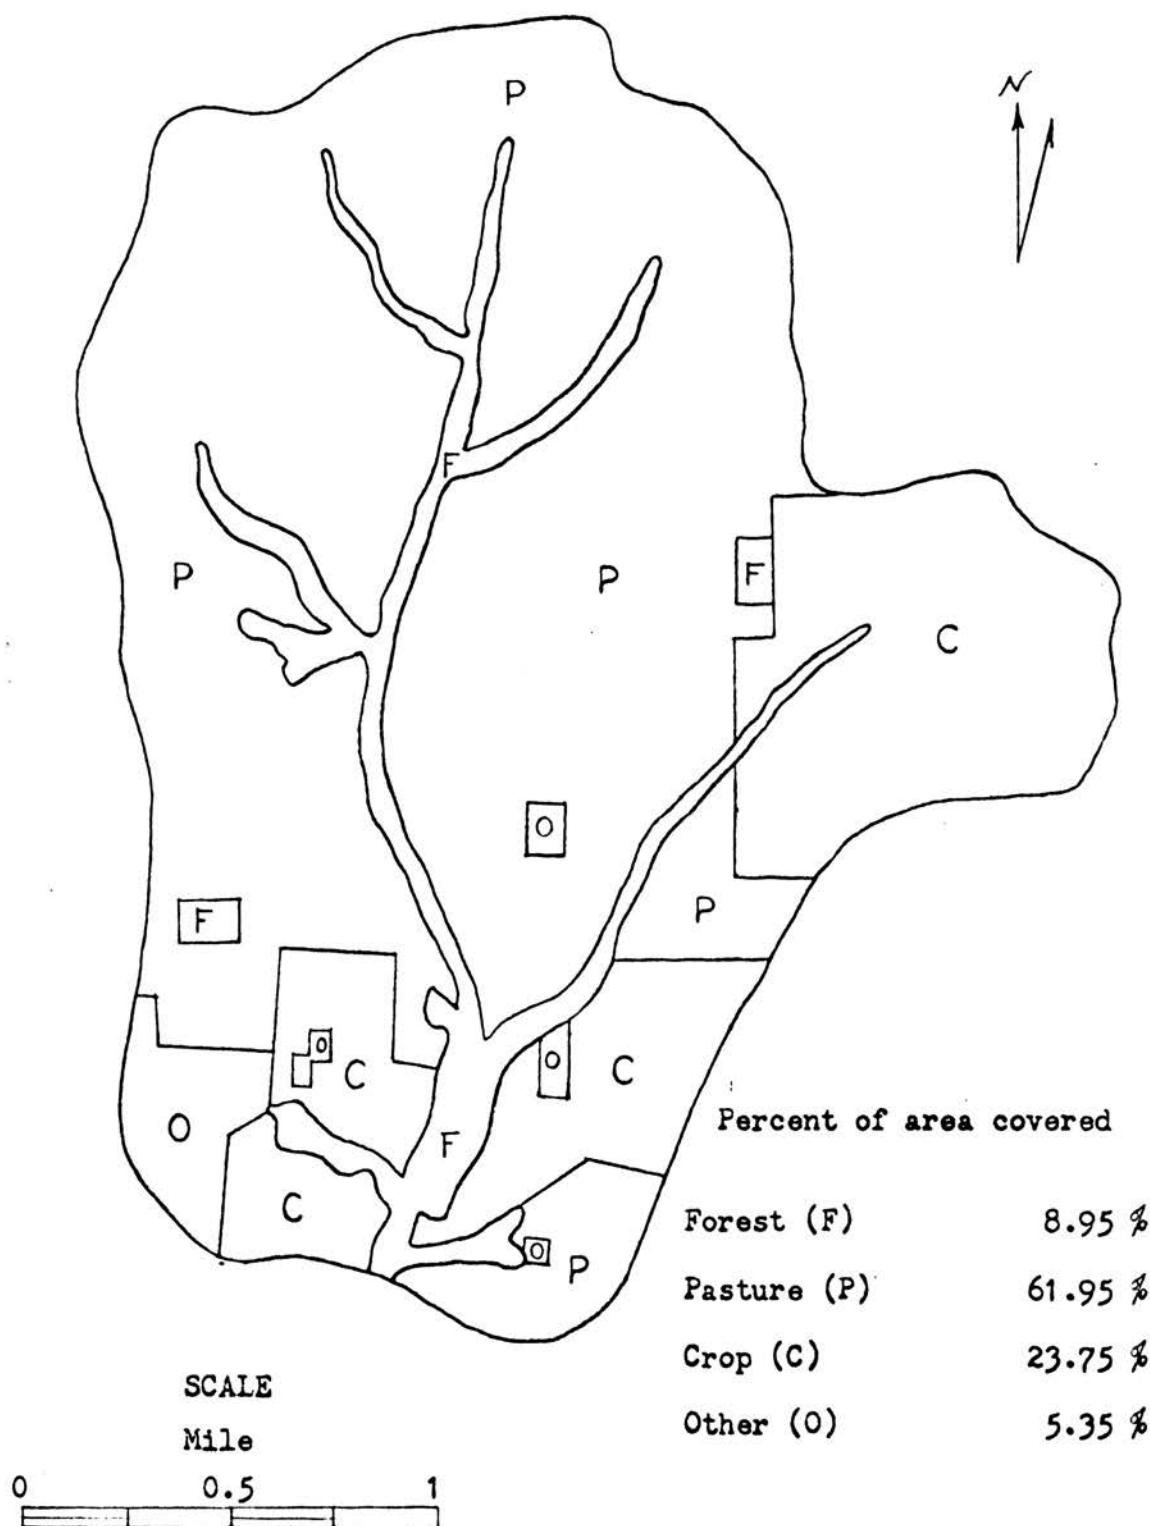 P
N
F
P
P
F
C
O
P
F
O
C
O
C
O
F
C
O
P
Percent of area covered
Forest (F) 8.95 %
Pasture (P) 61.95 %
Crop (C) 23.75 %
Other (O) 5.35 %
SCALE
Mile
0 0.5 1